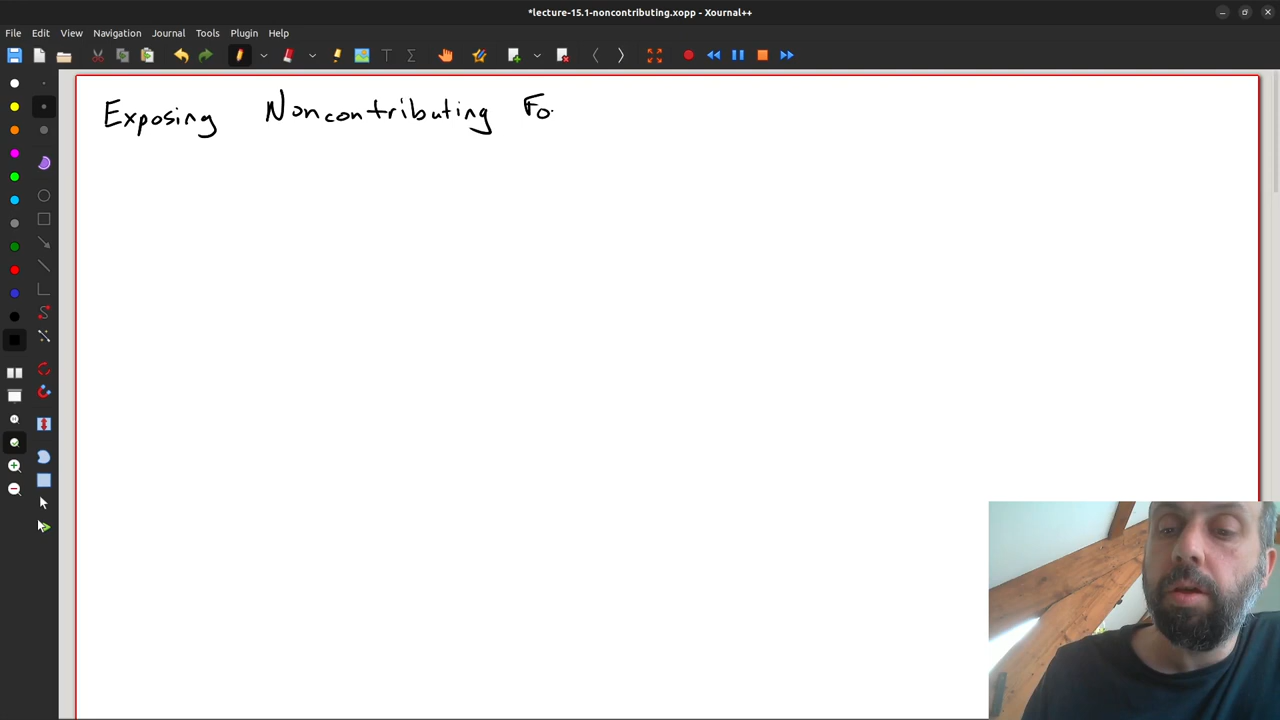 *lecture-15.1-noncontributing.xopp - Xournal++
File Edit View Navigation Journal Tools Plugin Help
Exposing Noncontributing Fo